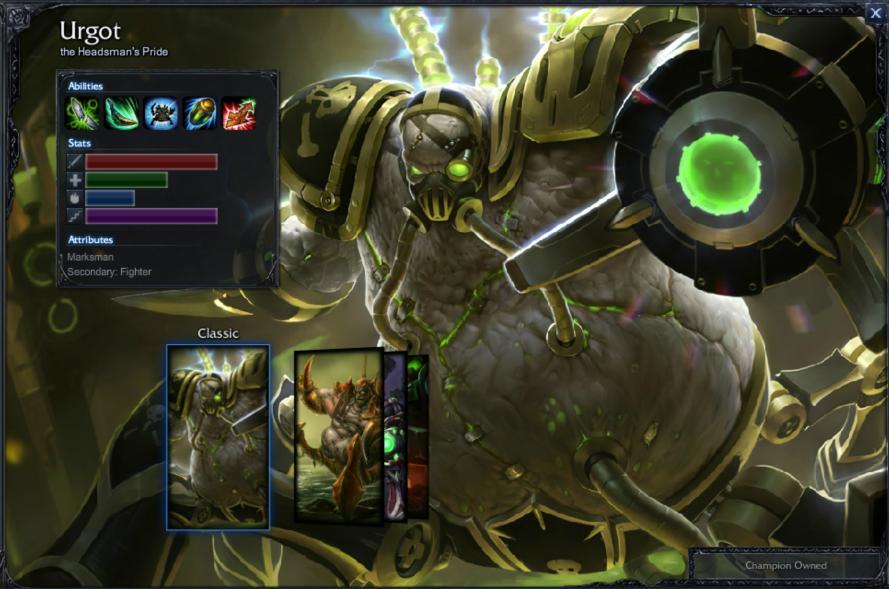 Urgot
the Headsman's Pride
Abilities
Stats
Attributes
Marksman
Secondary: Fighter
Classic
Champion Owned